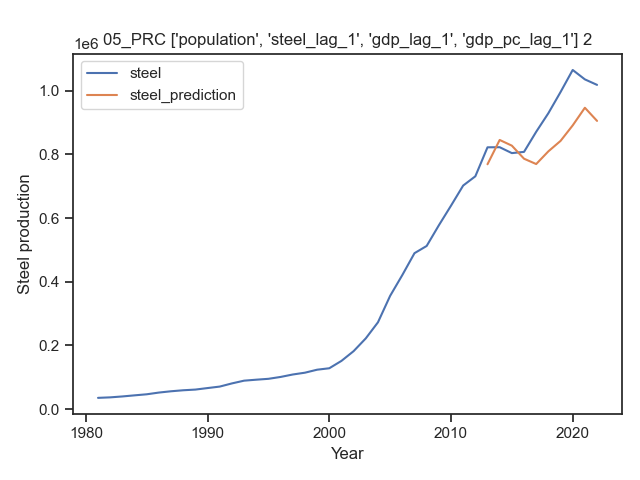 05_PRC ['population', 'steel_lag_1', 'gdp_lag_1', 'gdp_pc_lag_1'] 2
1e6
steel
steel_prediction
1.0
0.8
0.6
0.4
0.2
0.0
Steel production
1980
1990
2000
2010
2020
Year